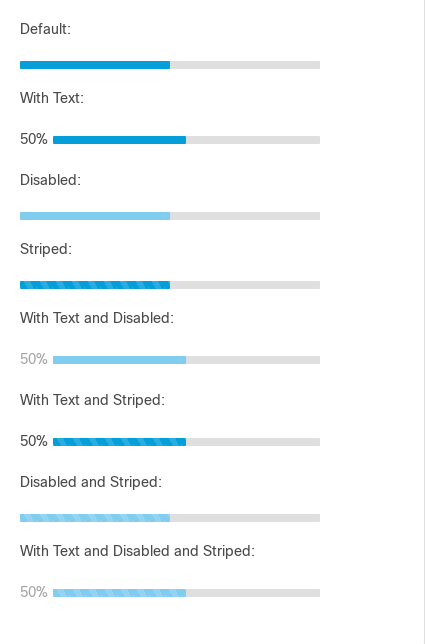 Default:
With Text:
50%
Disabled:
Striped:
With Text and Disabled:
50%
With Text and Striped:
50%
Disabled and Striped:
With Text and Disabled and Striped:
50%